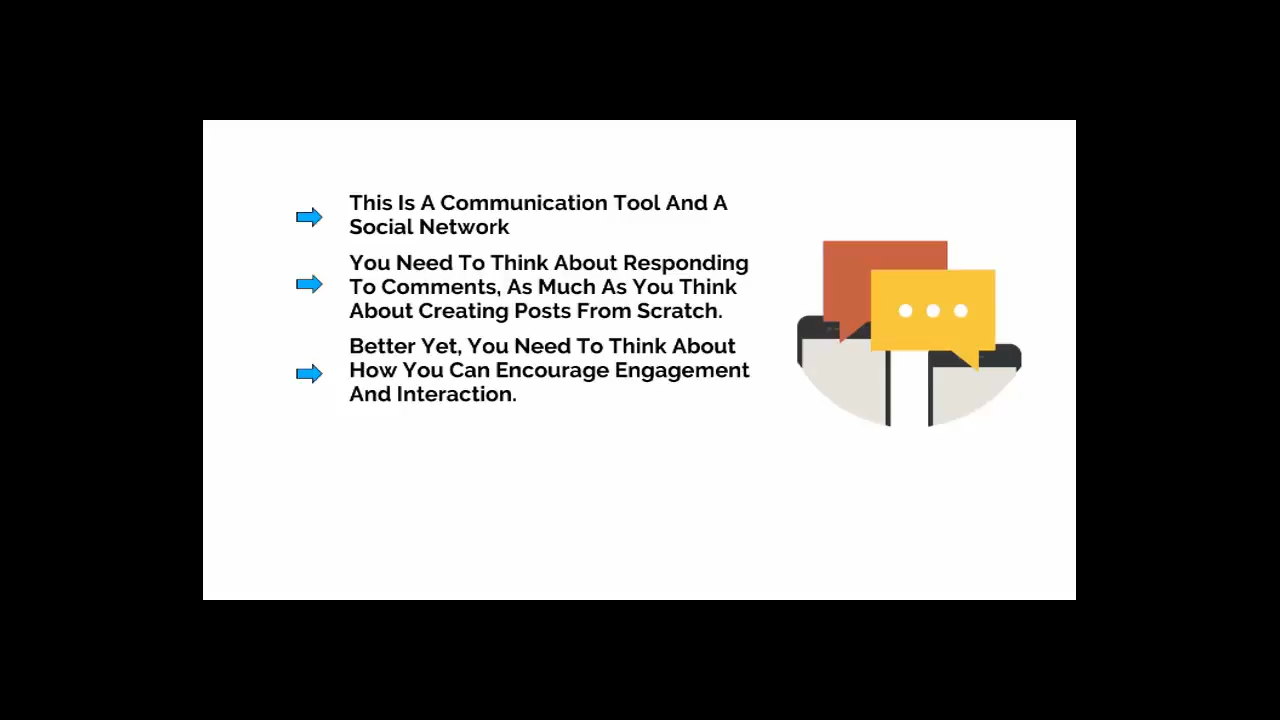 This Is A Communication Tool And A
Social Network
You Need To Think About Responding
To Comments, As Much As You Think
About Creating Posts From Scratch.
Better Yet, You Need To Think About
How You Can Encourage Engagement
And Interaction.